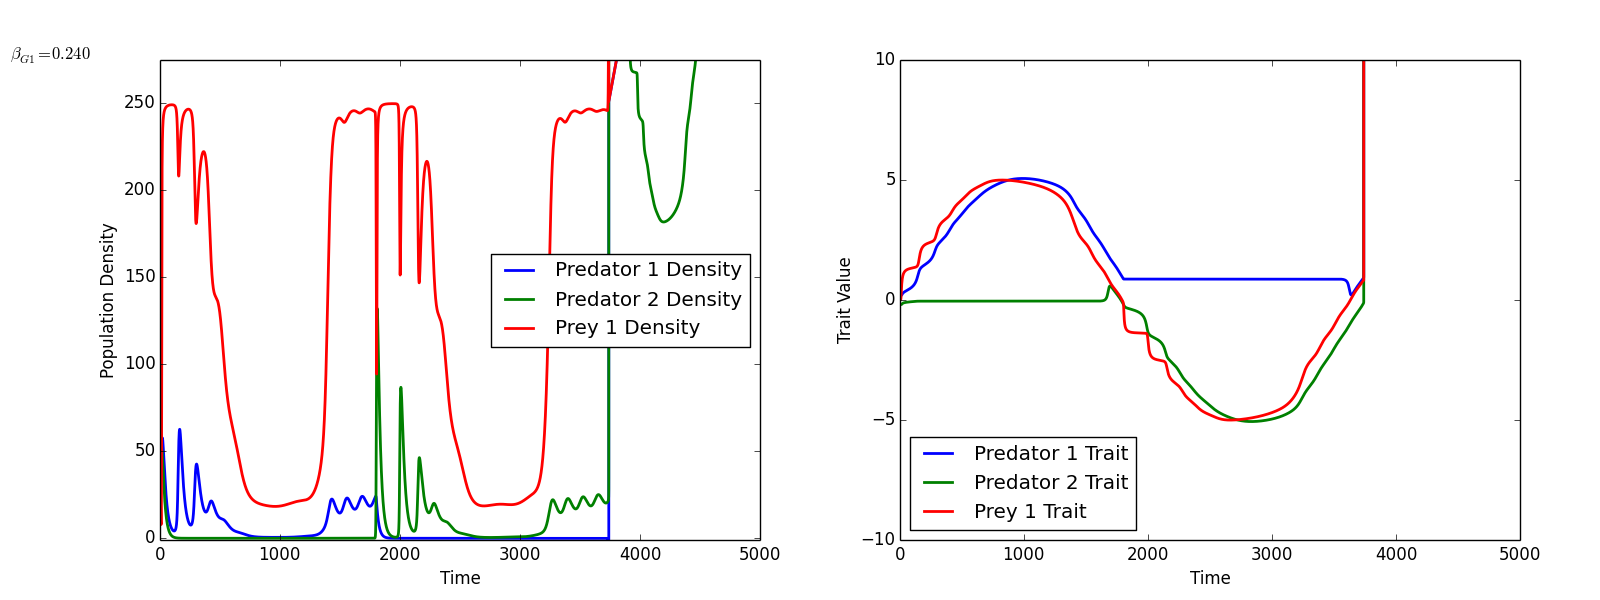 β_{G1}=0.240
250
200
150
100
50
0
0 1000 2000 3000 4000 5000
Time
Population Density
Predator 1 Density
Predator 2 Density
Prey 1 Density
10
5
0
−5
−10
0 1000 2000 3000 4000 5000
Time
Trait Value
Predator 1 Trait
Predator 2 Trait
Prey 1 Trait